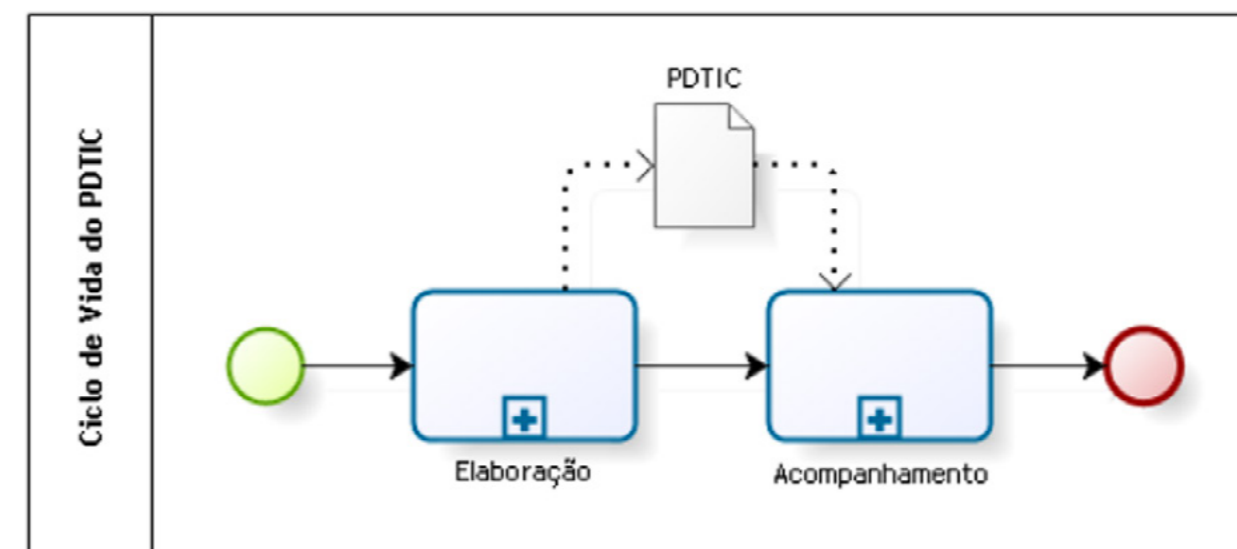 Ciclo de Vida do PDTIC
PDTIC
Elaboração
Acompanhamento